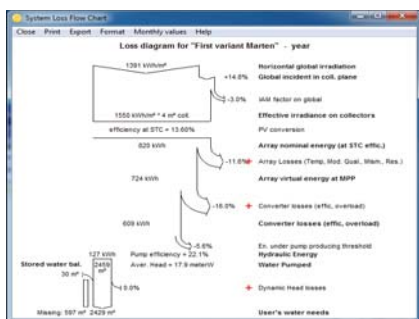 System Loss Flow Chart
Close Print Export Format Monthly values Help
Loss diagram for "First variant Marten" - year
1391 kWh/m² Horizontal global irradiation
+14.8% Global incident in coll. plane
-3.0% IAM factor on global
Effective irradiance on collectors
1550 kWh/m² * 4 m² coll.
efficiency at STC = 13.60% PV conversion
820 kWh Array nominal energy (at STC effic.)
-11.6% + Array Losses (Temp, Mod. Qual., Mism., Res.)
724 kWh Array virtual energy at MPP
+ Converter losses (effic, overload)
609 kWh Converter losses (effic, overload)
-5.6% En. under pump producing threshold
127 kWh Pump efficiency = 22.1% Hydraulic Energy
Stored water bal. 2459 m³ Aver. Head = 17.9 meterW Water Pumped
30 m³
0.0% + Dynamic Head losses
Missing: 597 m³ 2429 m³ User's water needs